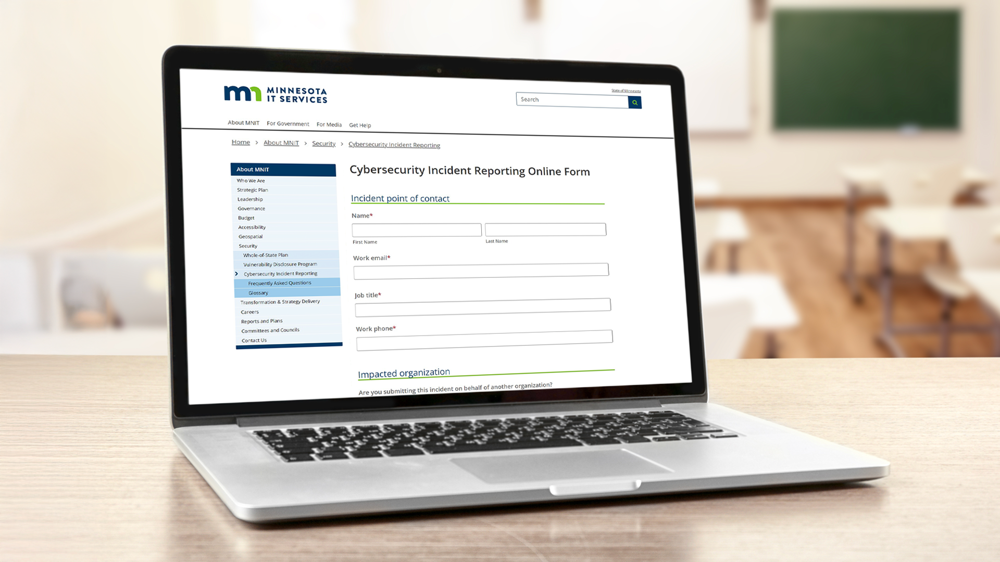 MINNESOTA
IT SERVICES
State of Minnesota
Search
About MNIT For Government For Media Get Help
Home > About MNIT > Security > Cybersecurity Incident Reporting
About MNIT
Who We Are
Strategic Plan
Leadership
Governance
Budget
Accessibility
Geospatial
Security
Whole-of-State Plan
Vulnerability Disclosure Program
Cybersecurity Incident Reporting
Frequently Asked Questions
Glossary
Transformation & Strategy Delivery
Careers
Reports and Plans
Committees and Councils
Contact Us
Cybersecurity Incident Reporting Online Form
Incident point of contact
Name*
First Name Last Name
Work email*
Job title*
Work phone*
Impacted organization
Are you submitting this incident on behalf of another organization?